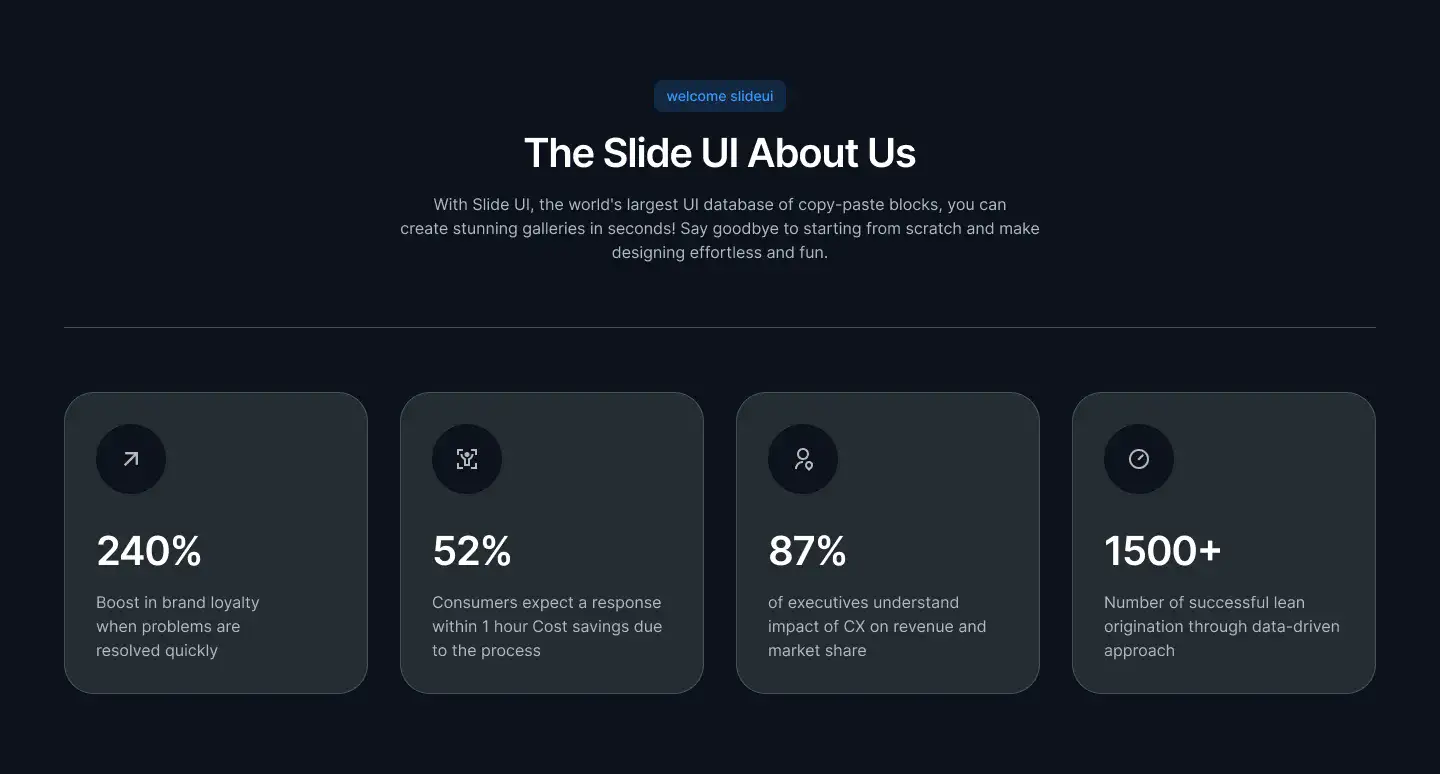 welcome slideui
The Slide UI About Us
With Slide UI, the world's largest UI database of copy-paste blocks, you can
create stunning galleries in seconds! Say goodbye to starting from scratch and make
designing effortless and fun.
240%
Boost in brand loyalty
when problems are
resolved quickly
52%
Consumers expect a response
within 1 hour Cost savings due
to the process
87%
of executives understand
impact of CX on revenue and
market share
1500+
Number of successful lean
origination through data-driven
approach